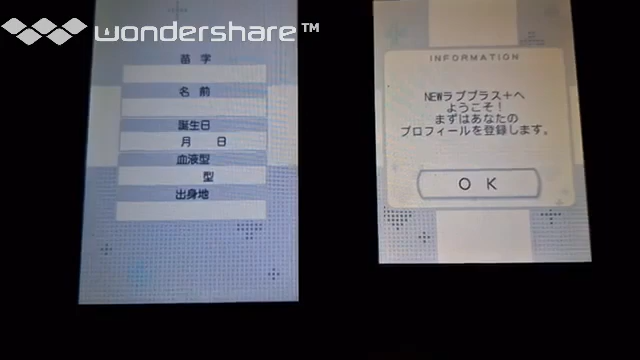 wondershare™
苗 字
名 前
誕生日
月 日
血液型
型
出身地
INFORMATION
NEWラブプラス+へ
ようこそ!
まずはあなたの
プロフィールを登録します。
OK